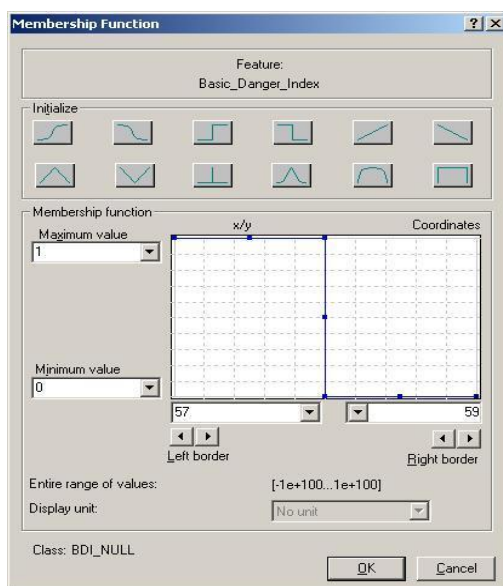 Membership Function
Feature:
Basic_Danger_Index
Initialize
Membership function
x/y
Coordinates
Maximum value
1
Minimum value
0
57
59
Left border
Right border
Entire range of values:
[-1e+100...1e+100]
Display unit:
No unit
Class: BDI_NULL
OK
Cancel